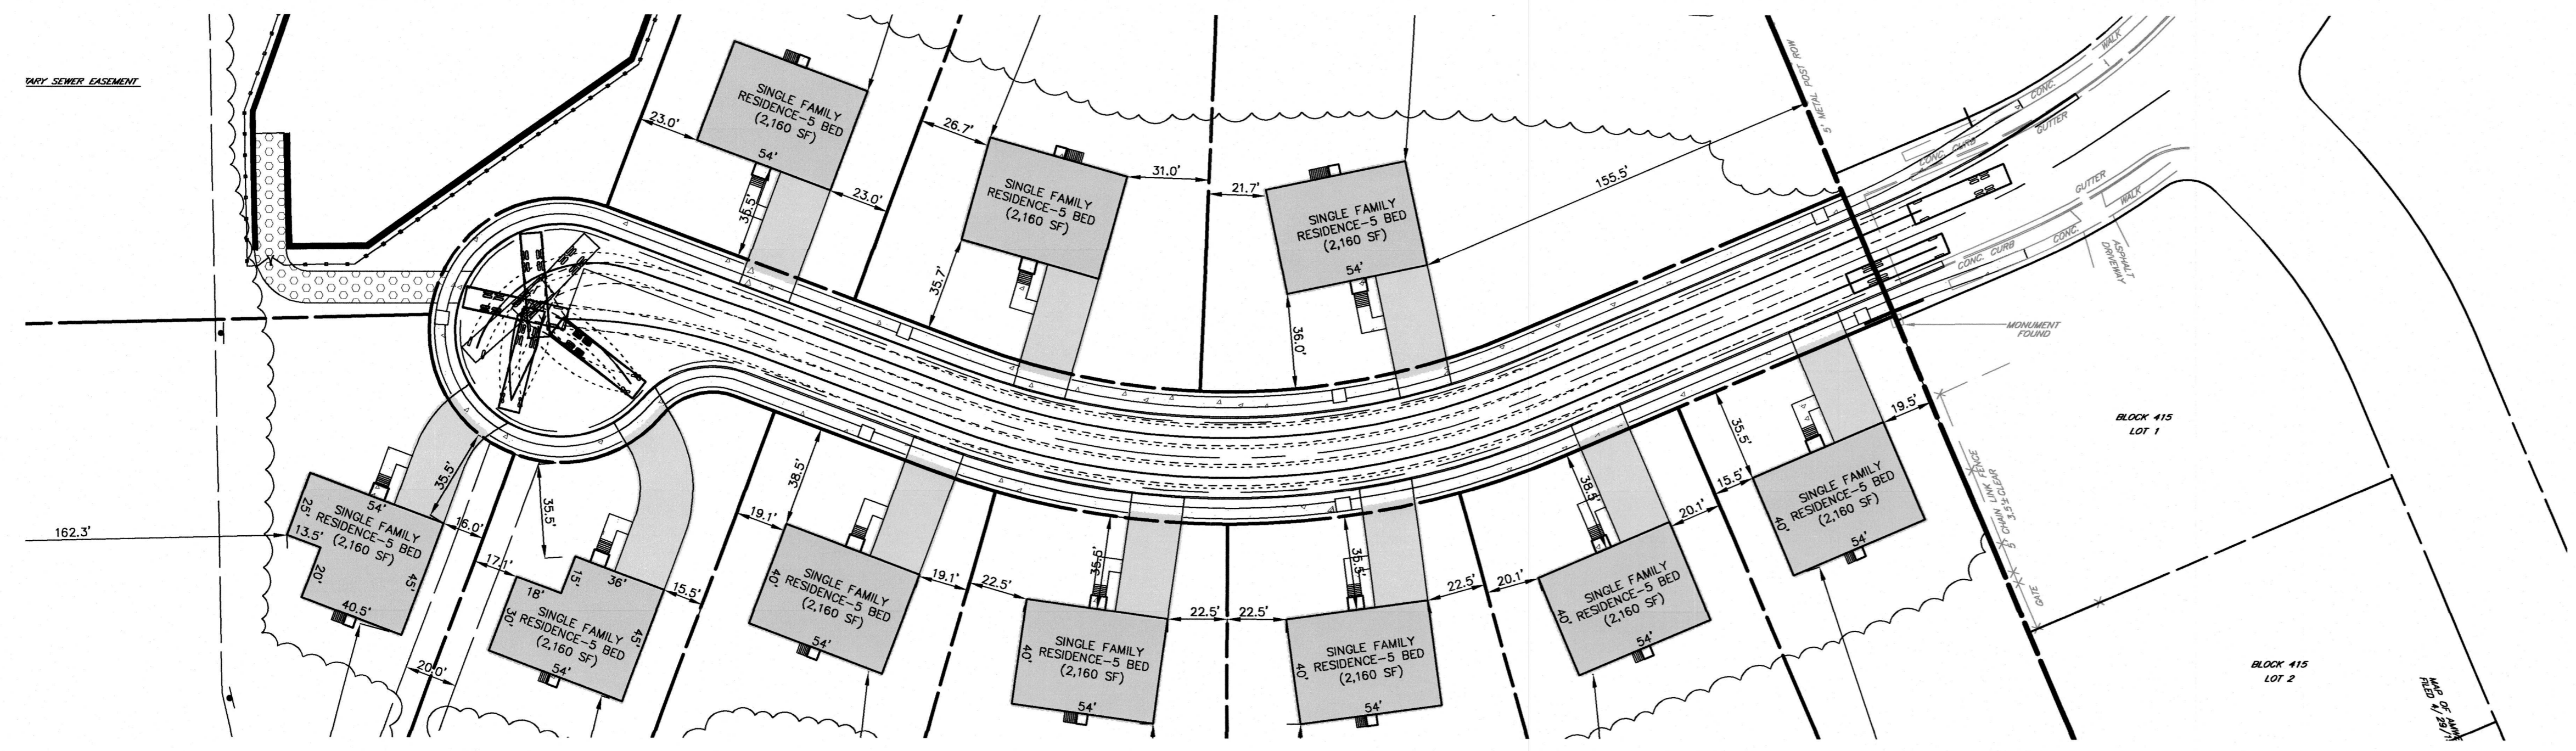 TARY SEWER EASEMENT
SINGLE FAMILY
RESIDENCE-5 BED
(2,160 SF)
54'
23.0'
23.0'
35.5'
26.7'
SINGLE FAMILY
RESIDENCE-5 BED
(2,160 SF)
31.0'
35.7'
21.7'
SINGLE FAMILY
RESIDENCE-5 BED
(2,160 SF)
54'
36.0'
155.5'
5' METAL POST ROW
WALK
CONC.
GUTTER
CONC. CURB
GUTTER
WALK
CONC.
CONC. CURB
ASPHALT
DRIVEWAY
MONUMENT
FOUND
BLOCK 415
LOT 1
5' CHAIN LINK FENCE
3.5'± CLEAR
GATE
BLOCK 415
LOT 2
FILED 4/29/1
162.3'
54'
25'
SINGLE FAMILY
RESIDENCE-5 BED
(2,160 SF)
13.5'
20'
45'
40.5'
35.5'
16.0'
20.0'
17.1'
35.5'
15'
36'
18'
30'
SINGLE FAMILY
RESIDENCE-5 BED
(2,160 SF)
45'
54'
15.5'
19.1'
38.5'
SINGLE FAMILY
RESIDENCE-5 BED
(2,160 SF)
40'
54'
19.1'
22.5'
35.5'
SINGLE FAMILY
RESIDENCE-5 BED
(2,160 SF)
40'
54'
22.5'
22.5'
35.5'
SINGLE FAMILY
RESIDENCE-5 BED
(2,160 SF)
40'
54'
22.5'
20.1'
SINGLE FAMILY
RESIDENCE-5 BED
(2,160 SF)
40'
54'
20.1'
15.5'
35.5'
SINGLE FAMILY
RESIDENCE-5 BED
(2,160 SF)
40'
54'
19.5'